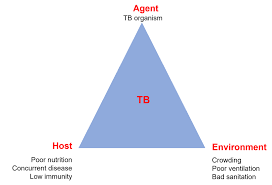 Agent
TB organism
TB
Host
Poor nutrition
Concurrent disease
Low immunity
Environment
Crowding
Poor ventilation
Bad sanitation